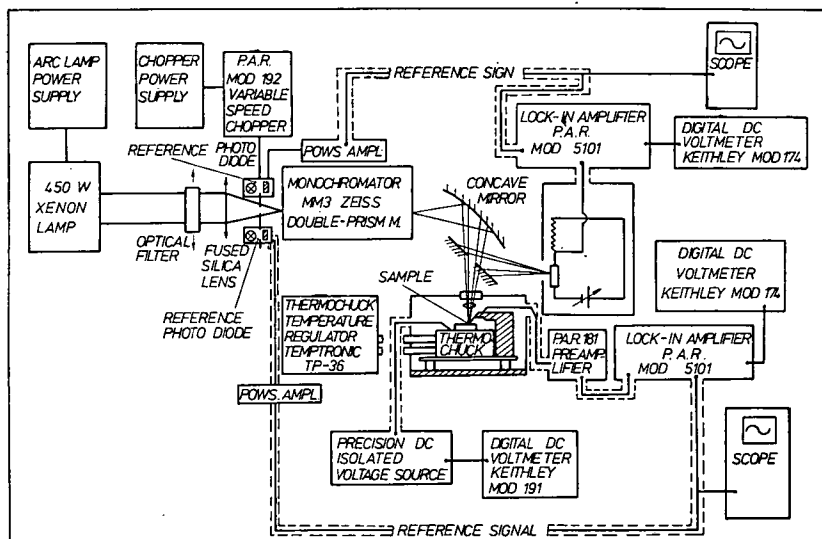 ARC LAMP
POWER
SUPPLY
CHOPPER
POWER
SUPPLY
P.A.R.
MOD 192
VARIABLE
SPEED
CHOPPER
REFERENCE SIGN
SCOPE
LOCK-IN AMPLIFIER
P.A.R.
MOD 5101
DIGITAL DC
VOLTMETER
KEITHLEY MOD 174
REFERENCE
PHOTO
DIODE
POWS AMPL
450 W
XENON
LAMP
MONOCHROMATOR
MM3 ZEISS
DOUBLE-PRISM M.
CONCAVE
MIRROR
OPTICAL
FILTER
FUSED
SILICA
LENS
REFERENCE
PHOTO DIODE
SAMPLE
DIGITAL DC
VOLTMETER
KEITHLEY MOD 174
THERMOCHUCK
TEMPERATURE
REGULATOR
TEMPTRONIC
TP-36
THERMO
CHUCK
P.A.R. 181
PREAMP-
LIFIER
LOCK-IN AMPLIFIER
P.A.R.
MOD 5101
POWS. AMPL.
PRECISION DC
ISOLATED
VOLTAGE SOURCE
DIGITAL DC
VOLTMETER
KEITHLEY
MOD 191
SCOPE
REFERENCE SIGNAL